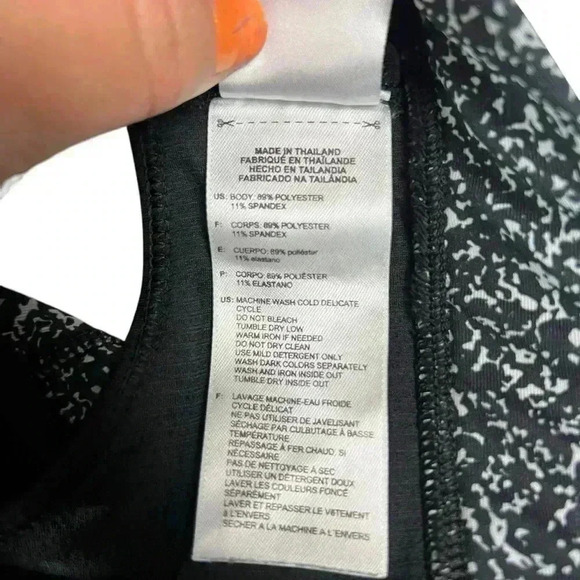 MADE IN THAILAND
FABRIQUÉ EN THAÏLANDE
HECHO EN TAILANDIA
FABRICADO NA TAILÂNDIA
US: BODY: 89% POLYESTER
11% SPANDEX
F: CORPS: 89% POLYESTER
11% SPANDEX
E: CUERPO: 89% poliéster
11% elastano
P: CORPO: 89% POLIÉSTER
11% ELASTANO
US: MACHINE WASH COLD DELICATE
CYCLE
DO NOT BLEACH
TUMBLE DRY LOW
WARM IRON IF NEEDED
DO NOT DRY CLEAN
USE MILD DETERGENT ONLY
WASH DARK COLORS SEPARATELY
WASH AND IRON INSIDE OUT
TUMBLE DRY INSIDE OUT
F: LAVAGE MACHINE-EAU FROIDE
CYCLE DÉLICAT
NE PAS UTILISER DE JAVELISANT
SÉCHAGE PAR CULBUTAGE À BASSE
TEMPÉRATURE
REPASSAGE À FER CHAUD, SI
NÉCESSAIRE
PAS DE NETTOYAGE À SEC
UTILISER UN DÉTERGENT DOUX
LAVER LES COULEURS FONCÉ
SÉPARÉMENT
LAVER ET REPASSER LE VÊTEMENT
À L'ENVERS
SECHER A LA MACHINE A L'ENVERS